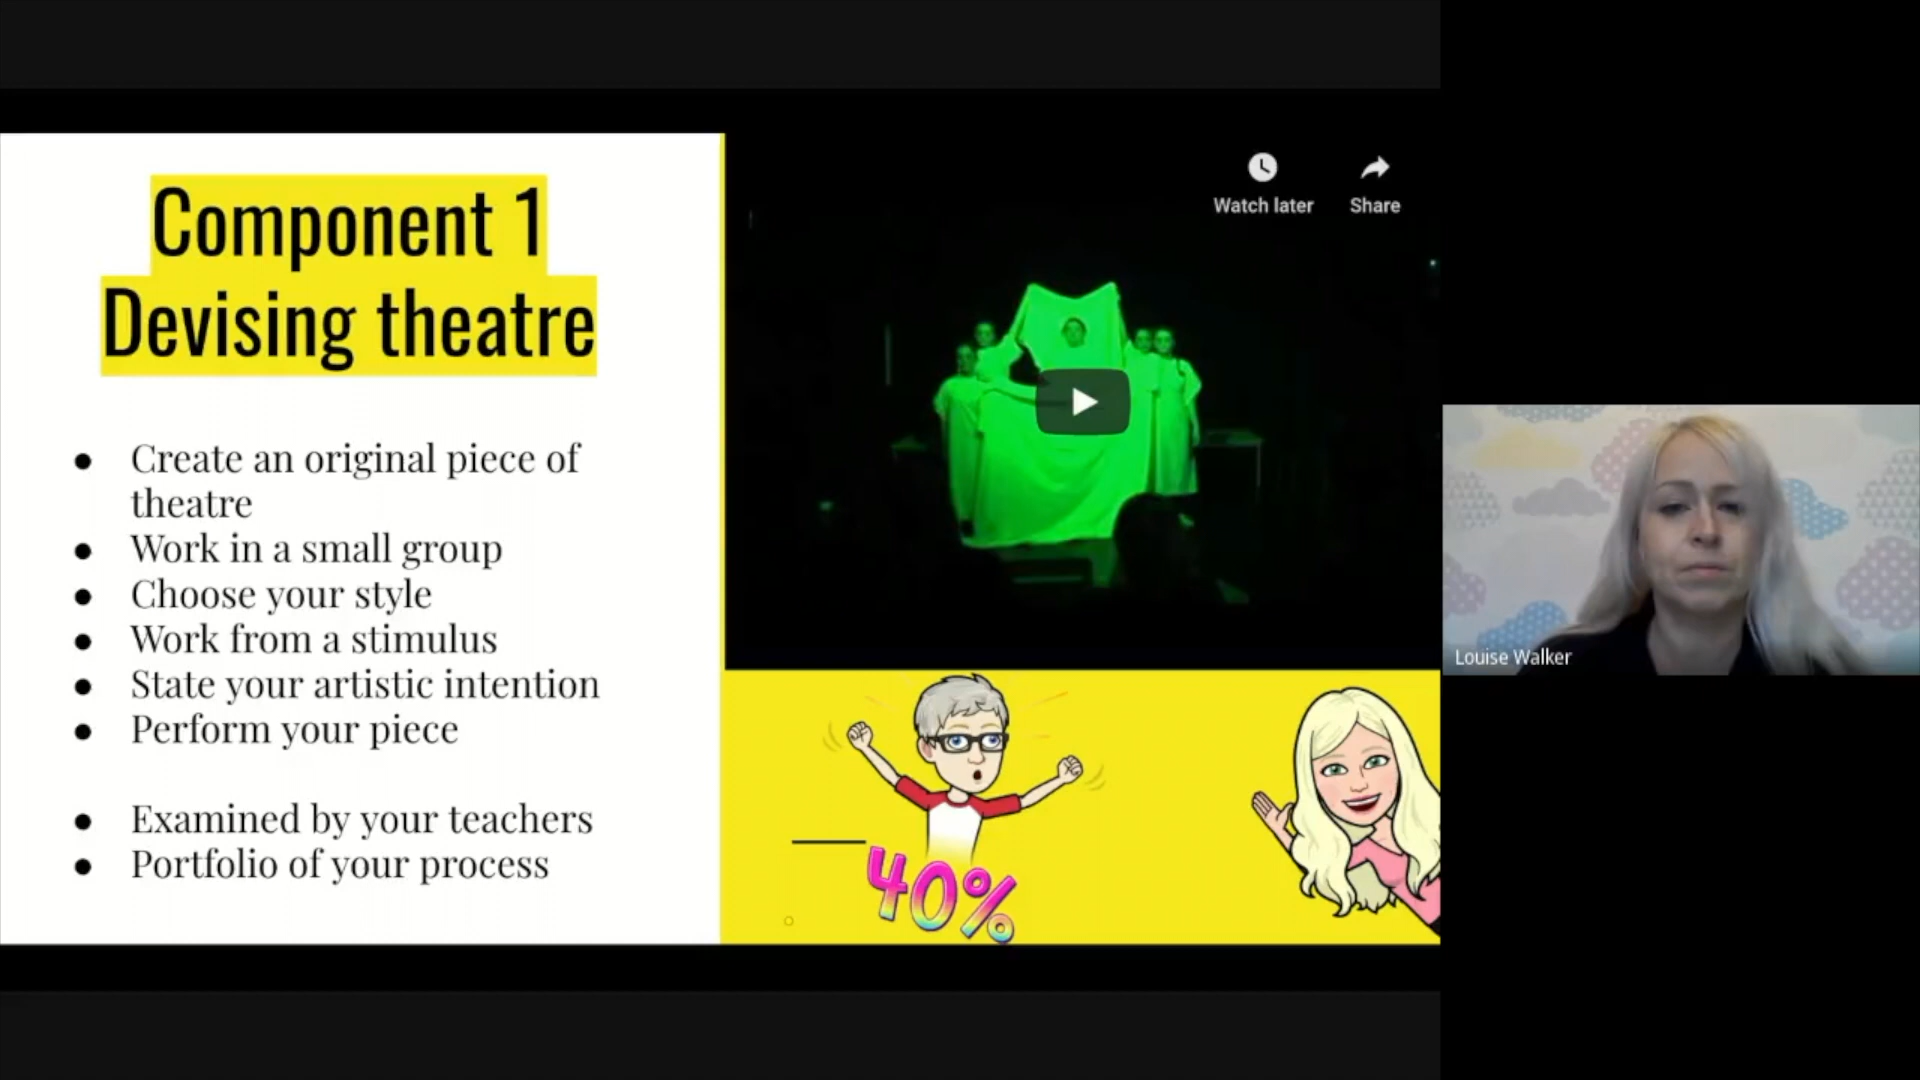 Component 1
Devising theatre
● Create an original piece of
theatre
● Work in a small group
● Choose your style
● Work from a stimulus
● State your artistic intention
● Perform your piece
● Examined by your teachers
● Portfolio of your process
Watch later
Share
40%
Louise Walker